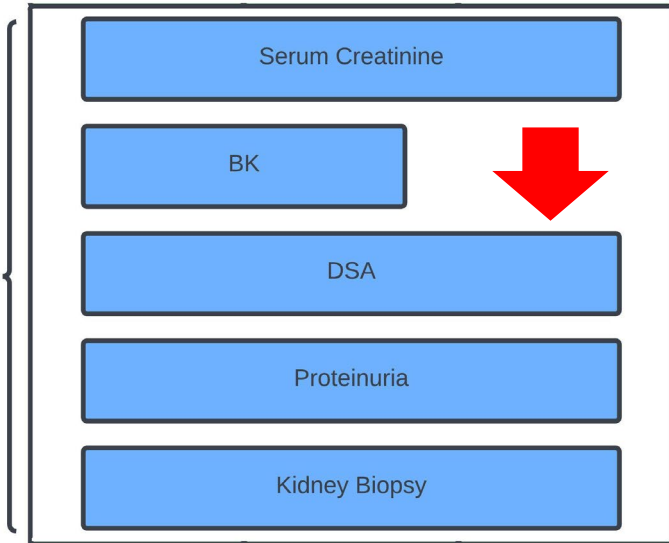 Serum Creatinine
BK
DSA
Proteinuria
Kidney Biopsy